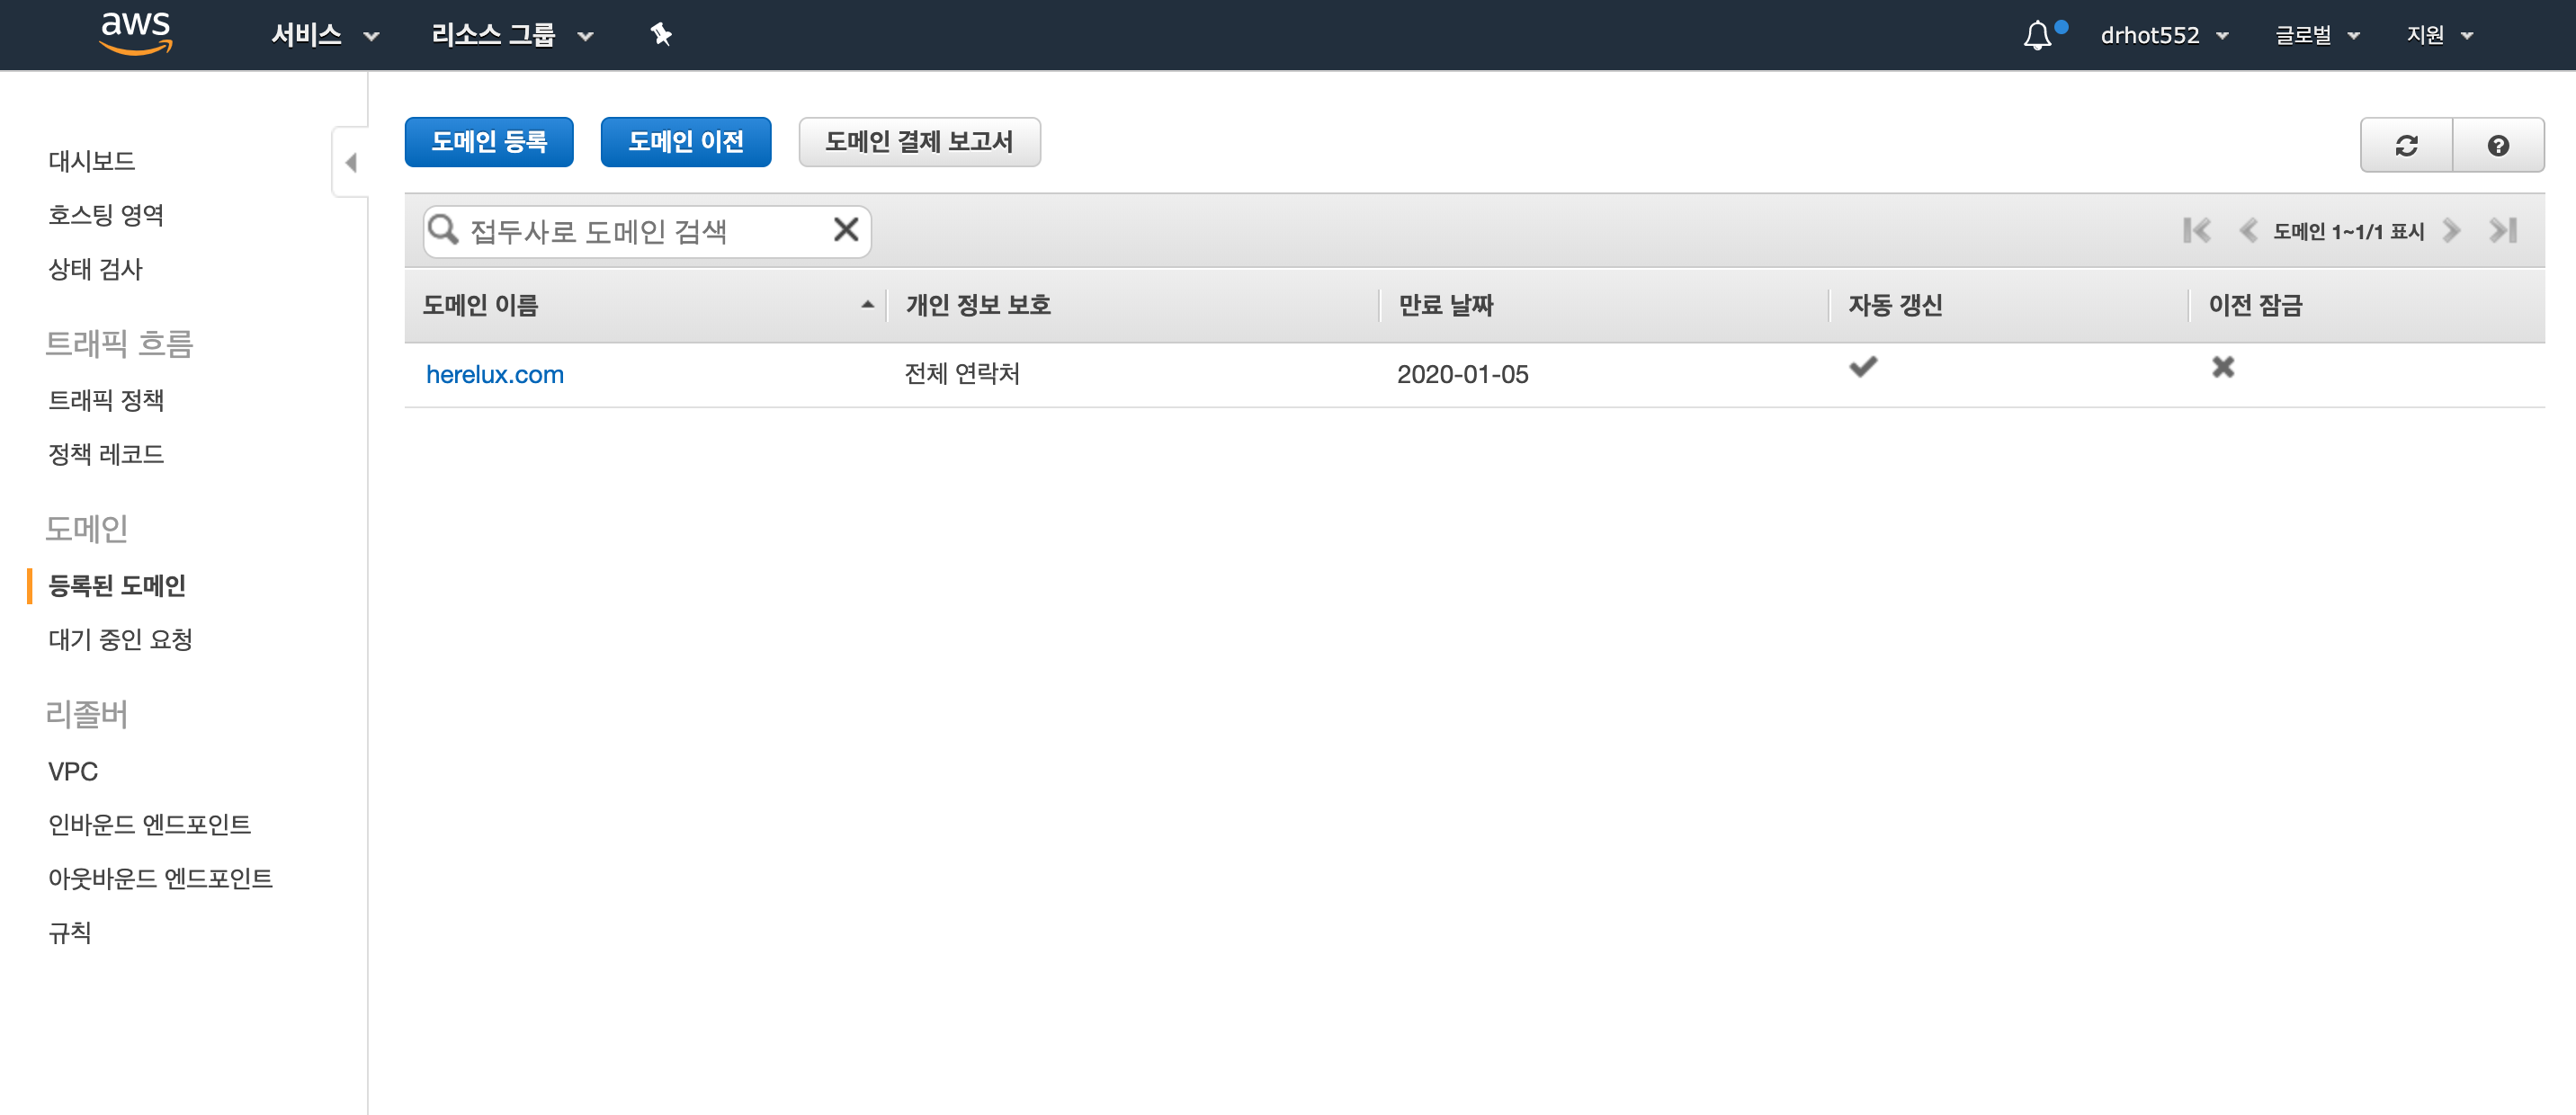 aws 서비스 리소스 그룹 drhot552 글로벌 지원
대시보드
호스팅 영역
상태 검사
트래픽 흐름
트래픽 정책
정책 레코드
도메인
등록된 도메인
대기 중인 요청
리졸버
VPC
인바운드 엔드포인트
아웃바운드 엔드포인트
규칙
도메인 등록 도메인 이전 도메인 결제 보고서
접두사로 도메인 검색 도메인 1~1/1 표시
도메인 이름 개인 정보 보호 만료 날짜 자동 갱신 이전 잠금
herelux.com 전체 연락처 2020-01-05